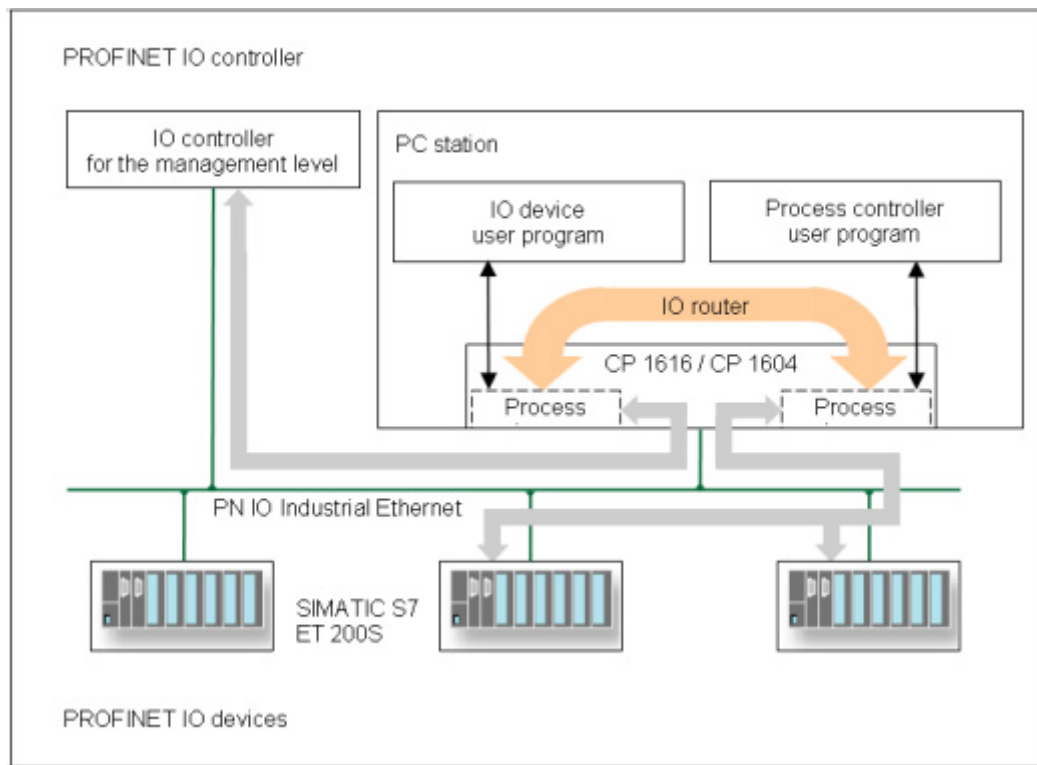 PROFINET IO controller
IO controller
for the management level
PC station
IO device
user program
Process controller
user program
IO router
CP 1616 / CP 1604
Process
Process
PN IO Industrial Ethernet
SIMATIC S7
ET 200S
PROFINET IO devices